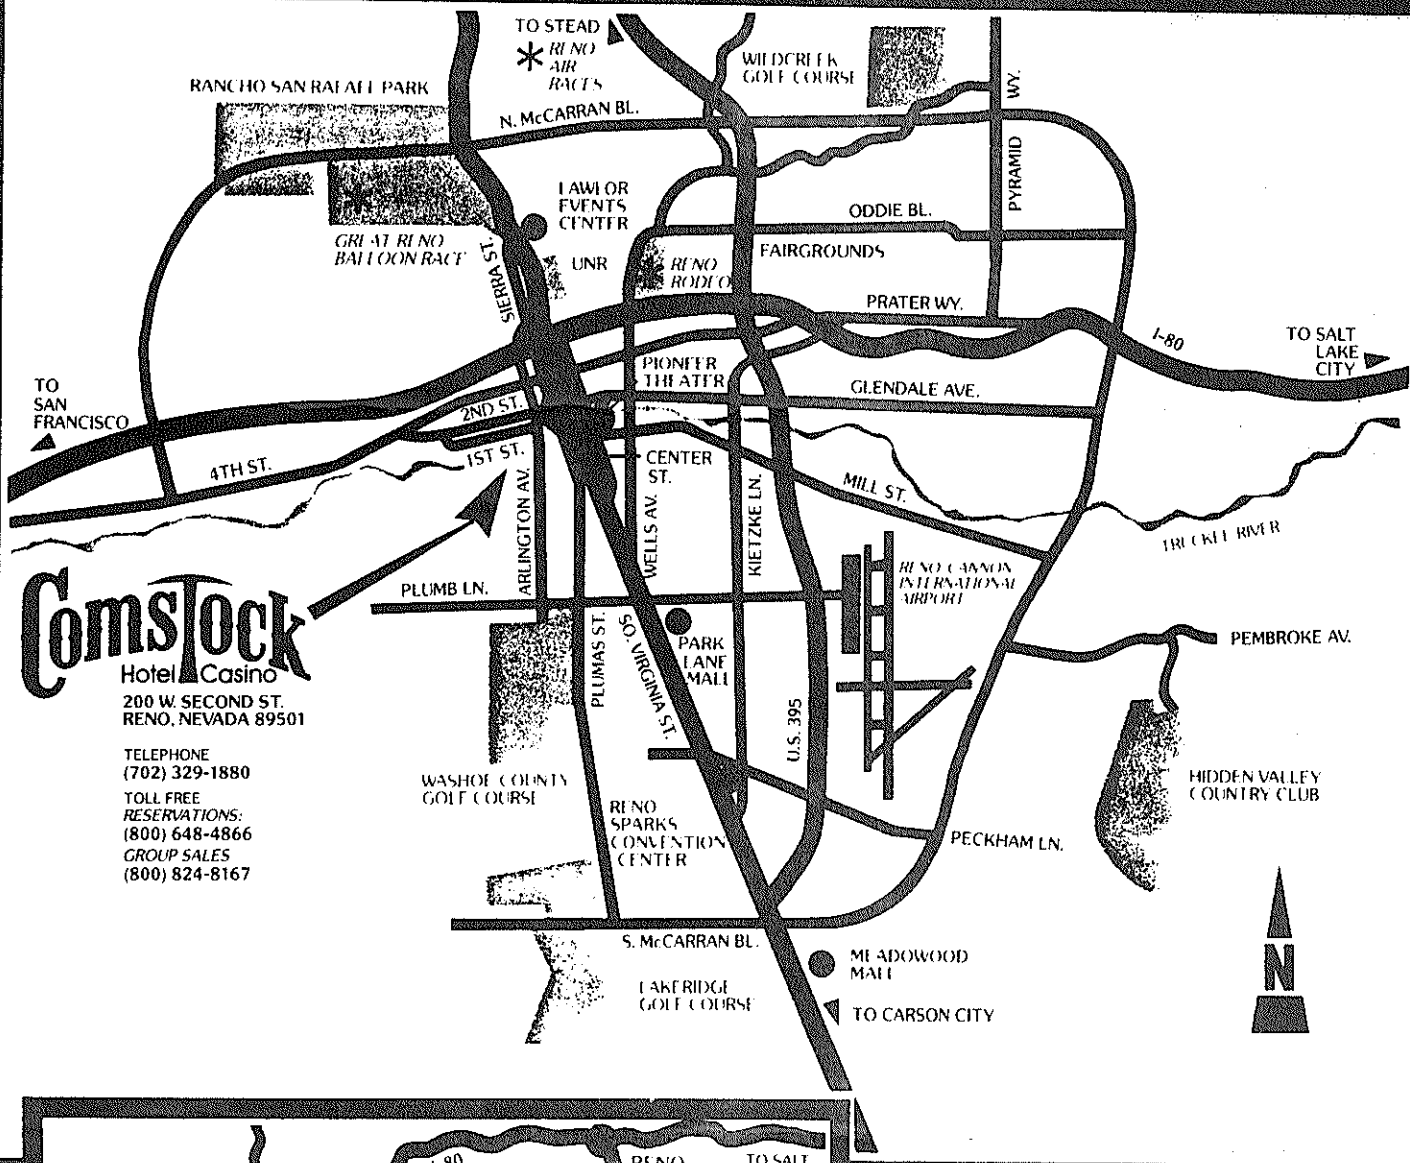 TO STEAD
RENO
AIR
RACES
WILDCREEK
GOLF COURSE
RANCHO SAN RAFAEL PARK
N. McCARRAN BL.
PYRAMID WY.
LAWLOR
EVENTS
CENTER
ODDIE BL.
GREAT RENO
BALLOON RACE
SIERRA ST.
UNR
RENO
RODEO
FAIRGROUNDS
PRATER WY.
I-80
TO SALT
LAKE
CITY
PIONEER
THEATER
GLENDALE AVE.
TO
SAN
FRANCISCO
2ND ST.
1ST ST.
4TH ST.
CENTER
ST.
MILL ST.
ARLINGTON AV.
WELLS AV.
KIETZKE LN.
TRUCKEE RIVER
RENO CANNON
INTERNATIONAL
AIRPORT
PLUMB LN.
COMSTOCK
Hotel Casino
200 W. SECOND ST.
RENO, NEVADA 89501
TELEPHONE
(702) 329-1880
TOLL FREE
RESERVATIONS:
(800) 648-4866
GROUP SALES
(800) 824-8167
PLUMAS ST.
SO. VIRGINIA ST.
PARK
LANE
MALL
PEMBROKE AV.
U.S. 395
WASHOE COUNTY
GOLF COURSE
HIDDEN VALLEY
COUNTRY CLUB
RENO
SPARKS
CONVENTION
CENTER
PECKHAM LN.
S. McCARRAN BL.
LAKERIDGE
GOLF COURSE
MEADOWOOD
MALL
TO CARSON CITY
N
I-80
RENO
TO SALT